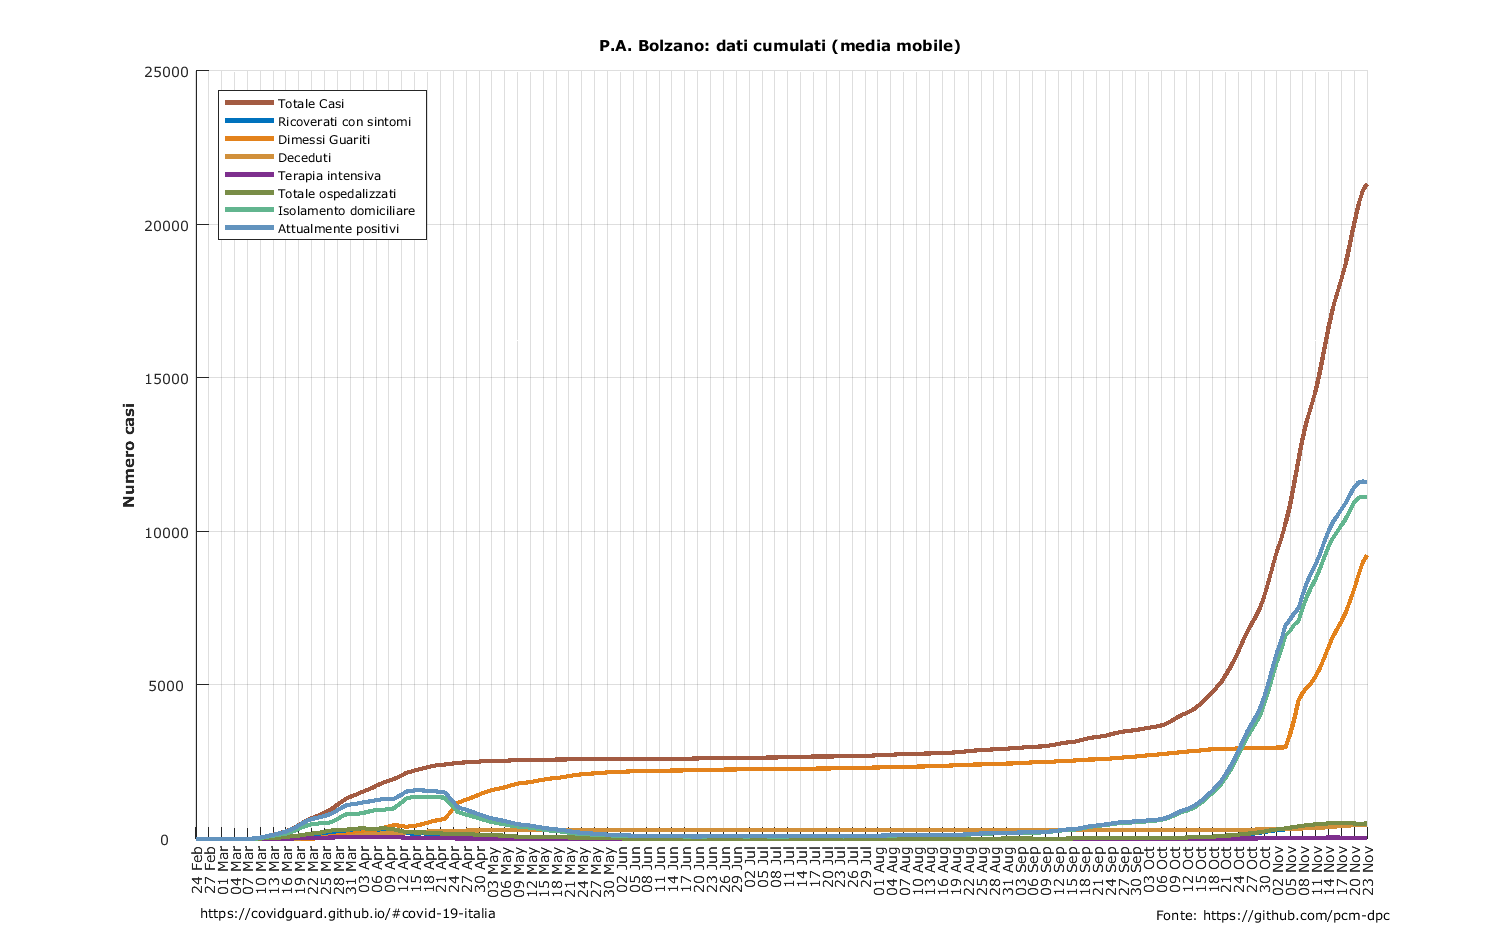 P.A. Bolzano: dati cumulati (media mobile)
Numero casi
25000
20000
15000
10000
5000
0
Totale Casi
Ricoverati con sintomi
Dimessi Guariti
Deceduti
Terapia intensiva
Totale ospedalizzati
Isolamento domiciliare
Attualmente positivi
24 Feb
27 Feb
01 Mar
04 Mar
07 Mar
10 Mar
13 Mar
16 Mar
19 Mar
22 Mar
25 Mar
28 Mar
31 Mar
03 Apr
06 Apr
09 Apr
12 Apr
15 Apr
18 Apr
21 Apr
24 Apr
27 Apr
30 Apr
03 May
06 May
09 May
12 May
15 May
18 May
21 May
24 May
27 May
30 May
02 Jun
05 Jun
08 Jun
11 Jun
14 Jun
17 Jun
20 Jun
23 Jun
26 Jun
29 Jun
02 Jul
05 Jul
08 Jul
11 Jul
14 Jul
17 Jul
20 Jul
23 Jul
26 Jul
29 Jul
01 Aug
04 Aug
07 Aug
10 Aug
13 Aug
16 Aug
19 Aug
22 Aug
25 Aug
28 Aug
31 Aug
03 Sep
06 Sep
09 Sep
12 Sep
15 Sep
18 Sep
21 Sep
24 Sep
27 Sep
30 Sep
03 Oct
06 Oct
09 Oct
12 Oct
15 Oct
18 Oct
21 Oct
24 Oct
27 Oct
30 Oct
02 Nov
05 Nov
08 Nov
11 Nov
14 Nov
17 Nov
20 Nov
23 Nov
https://covidguard.github.io/#covid-19-italia
Fonte: https://github.com/pcm-dpc